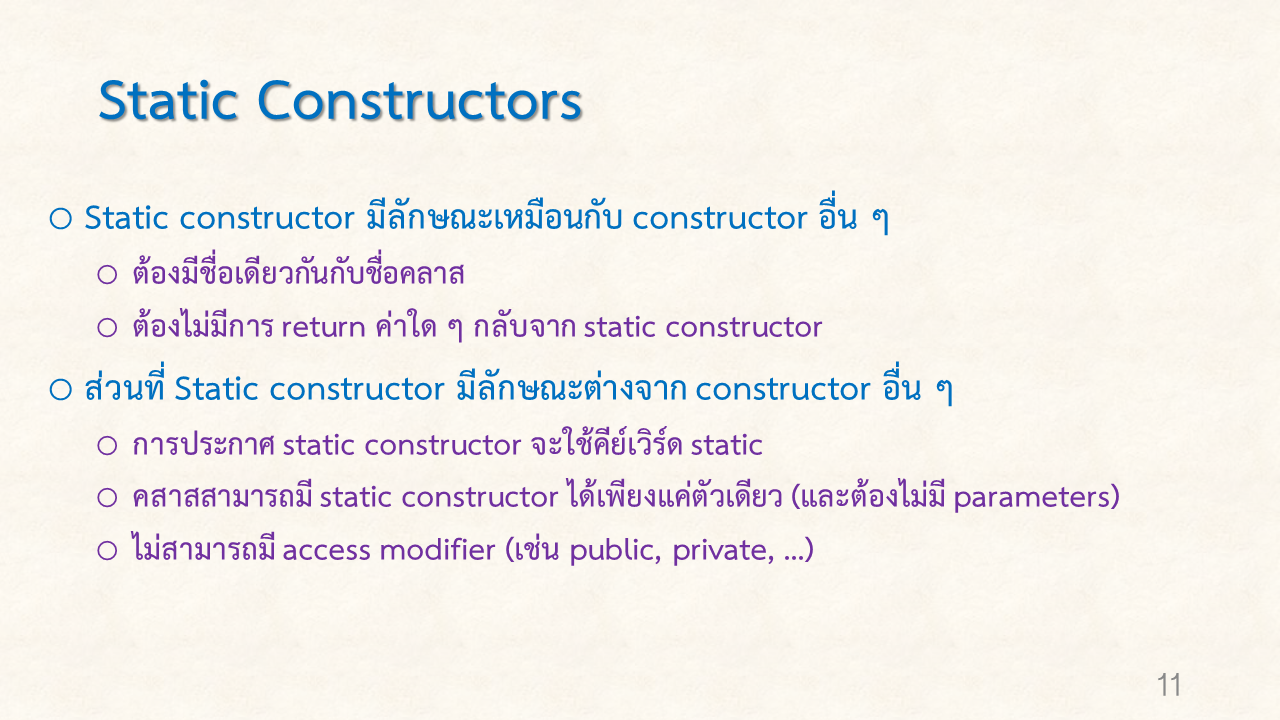 Static Constructors
Static constructor มีลักษณะเหมือนกับ constructor อื่น ๆ
ต้องมีชื่อเดียวกันกับชื่อคลาส
ต้องไม่มีการ return ค่าใด ๆ กลับจาก static constructor
ส่วนที่ Static constructor มีลักษณะต่างจาก constructor อื่น ๆ
การประกาศ static constructor จะใช้คีย์เวิร์ด static
คสาสสามารถมี static constructor ได้เพียงแค่ตัวเดียว (และต้องไม่มี parameters)
ไม่สามารถมี access modifier (เช่น public, private, ...)
11